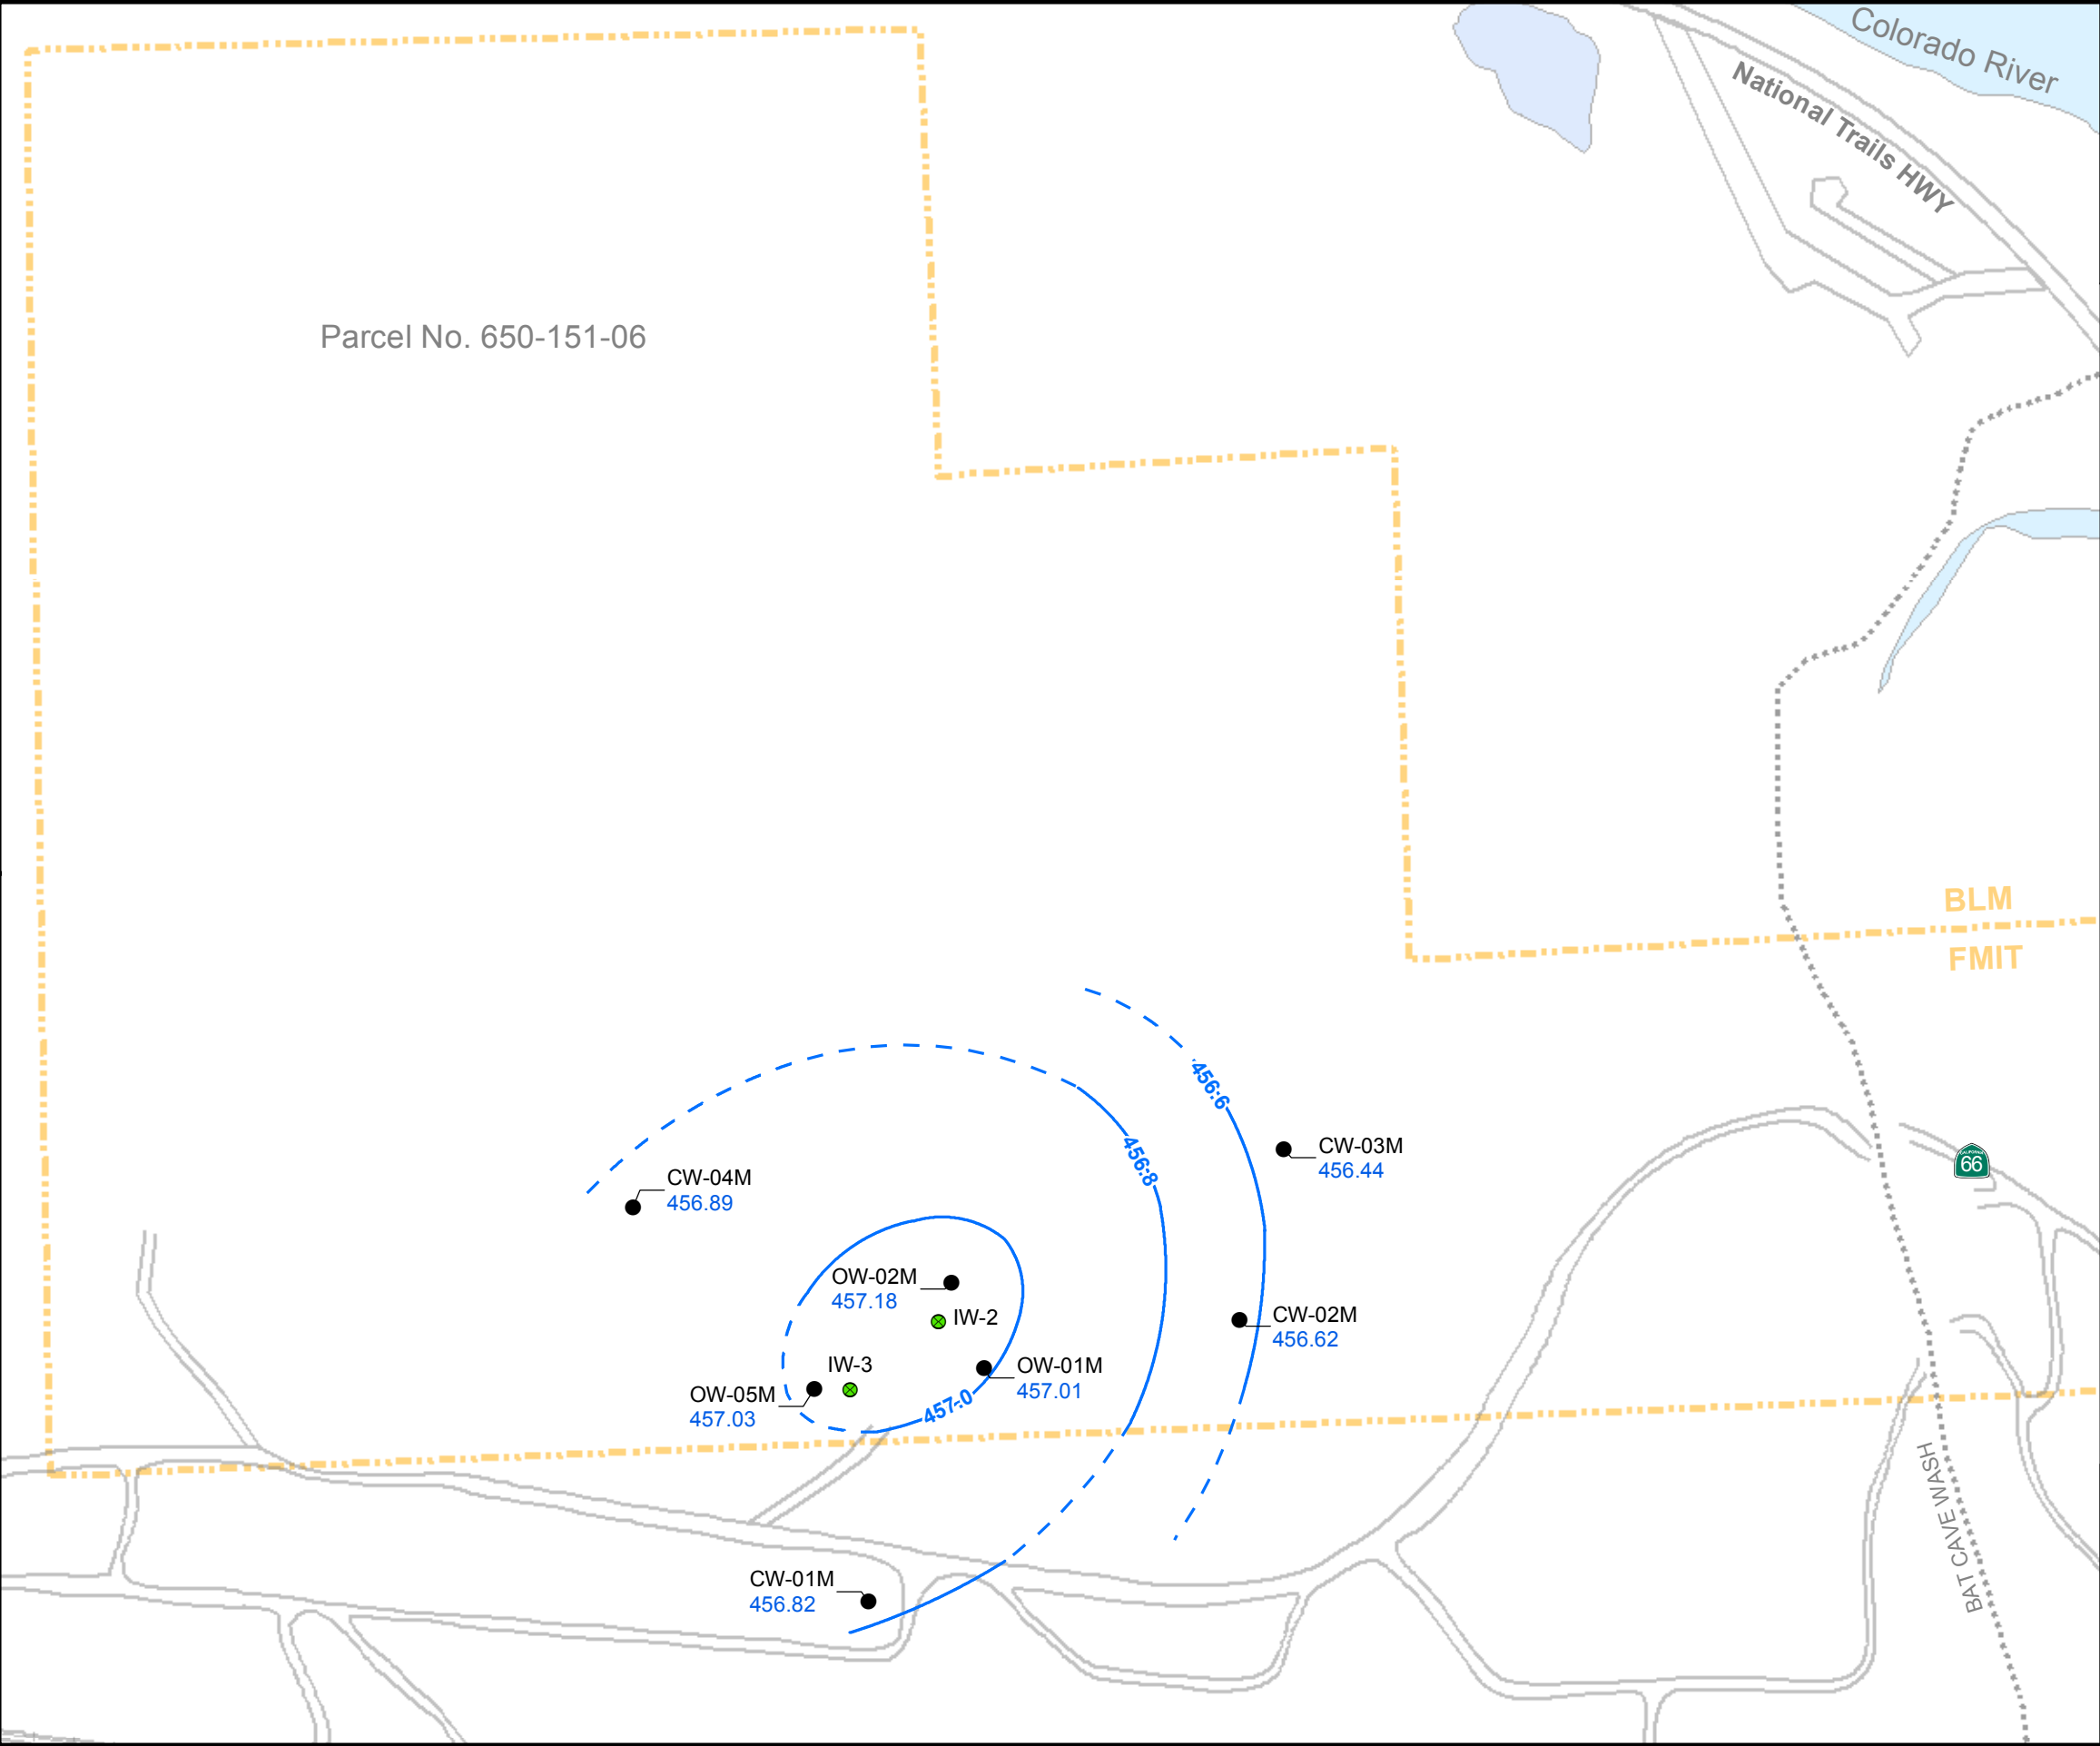 Colorado River
National Trails HWY
Parcel No. 650-151-06
BLM
FMIT
456.6
456.8
CW-03M
456.44
CALIFORNIA
66
CW-04M
456.89
OW-02M
457.18
IW-2
CW-02M
456.62
IW-3
OW-01M
457.01
OW-05M
457.03
457.0
BAT CAVE WASH
CW-01M
456.82